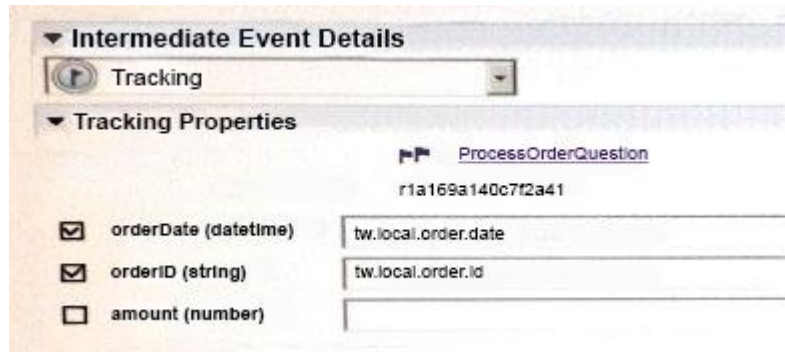 Intermediate Event Details
Tracking
Tracking Properties
ProcessOrderQuestion
r1a169a140c7f2a41
orderDate (datetime) tw.local.order.date
orderID (string) tw.local.order.id
amount (number)